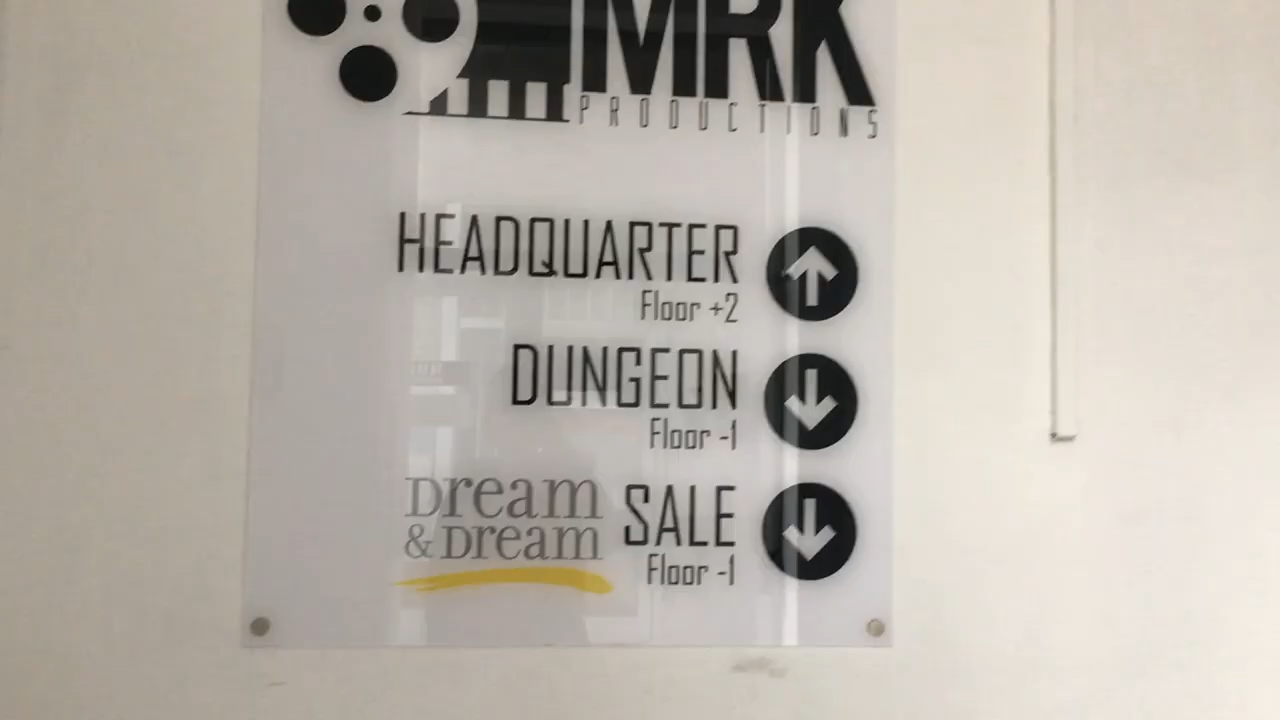 MRK
PRODUCTIONS
HEADQUARTER
Floor +2
DUNGEON
Floor -1
Dream
& Dream
SALE
Floor -1